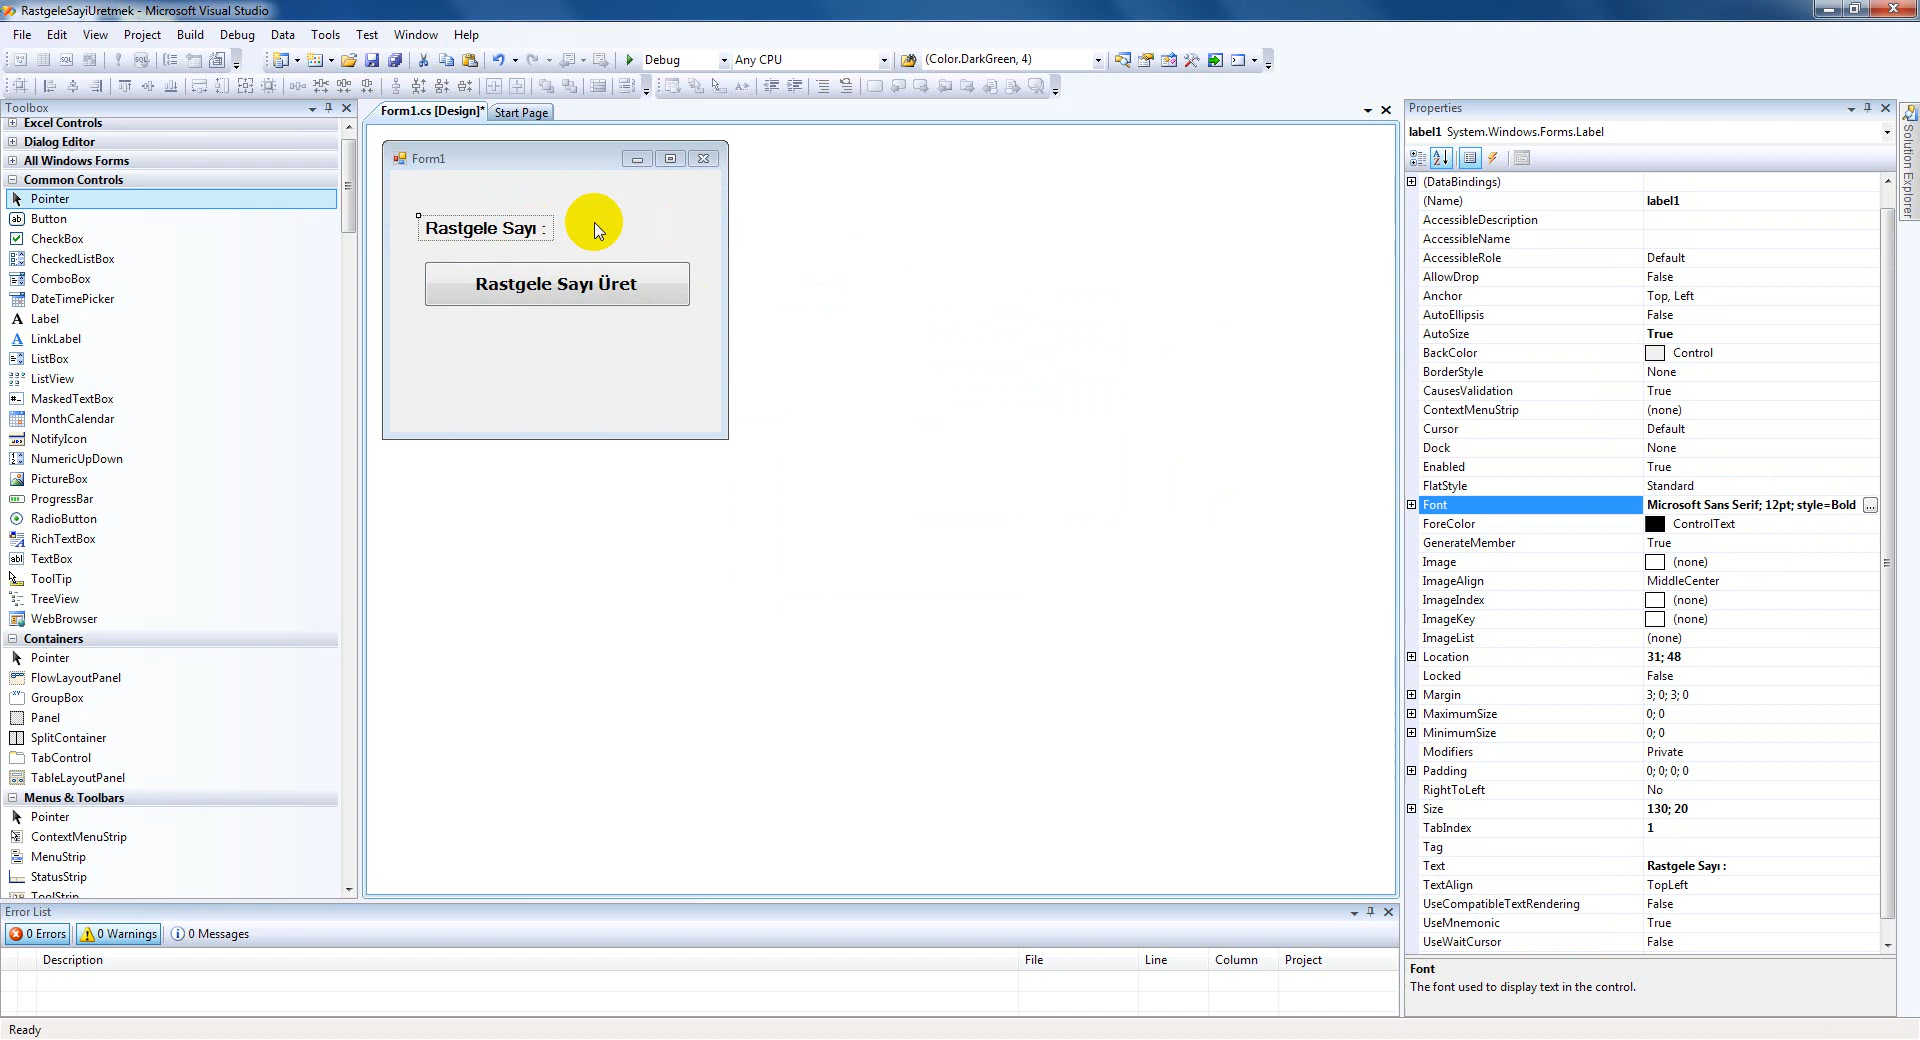 RastgeleSayiUretmek - Microsoft Visual Studio
File Edit View Project Build Debug Data Tools Test Window Help
Debug Any CPU (Color.DarkGreen, 4)
Toolbox
Excel Controls
Dialog Editor
All Windows Forms
Common Controls
Pointer
Button
CheckBox
CheckedListBox
ComboBox
DateTimePicker
Label
LinkLabel
ListBox
ListView
MaskedTextBox
MonthCalendar
NotifyIcon
NumericUpDown
PictureBox
ProgressBar
RadioButton
RichTextBox
TextBox
ToolTip
TreeView
WebBrowser
Containers
Pointer
FlowLayoutPanel
GroupBox
Panel
SplitContainer
TabControl
TableLayoutPanel
Menus & Toolbars
Pointer
ContextMenuStrip
MenuStrip
StatusStrip
ToolStrip
Form1.cs [Design]* Start Page
Form1
Rastgele Sayı :
Rastgele Sayı Üret
Properties
label1 System.Windows.Forms.Label
(DataBindings)
(Name) label1
AccessibleDescription
AccessibleName
AccessibleRole Default
AllowDrop False
Anchor Top, Left
AutoEllipsis False
AutoSize True
BackColor Control
BorderStyle None
CausesValidation True
ContextMenuStrip (none)
Cursor Default
Dock None
Enabled True
FlatStyle Standard
Font Microsoft Sans Serif; 12pt; style=Bold ...
ForeColor ControlText
GenerateMember True
Image (none)
ImageAlign MiddleCenter
ImageIndex (none)
ImageKey (none)
ImageList (none)
Location 31; 48
Locked False
Margin 3; 0; 3; 0
MaximumSize 0; 0
MinimumSize 0; 0
Modifiers Private
Padding 0; 0; 0; 0
RightToLeft No
Size 130; 20
TabIndex 1
Tag
Text Rastgele Sayı :
TextAlign TopLeft
UseCompatibleTextRendering False
UseMnemonic True
UseWaitCursor False
Font
The font used to display text in the control.
Solution Explorer
Error List
0 Errors 0 Warnings 0 Messages
Description File Line Column Project
Ready